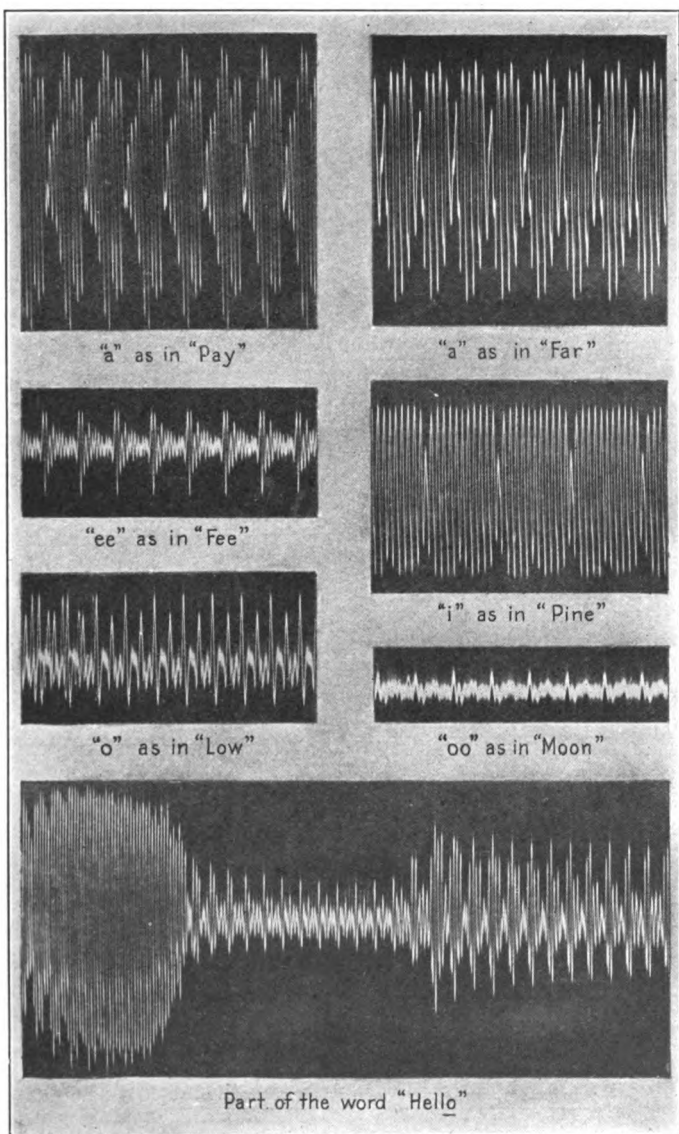 "a" as in "Pay"
"a" as in "Far"
"ee" as in "Fee"
"i" as in "Pine"
"o" as in "Low"
"oo" as in "Moon"
Part of the word "Hello"